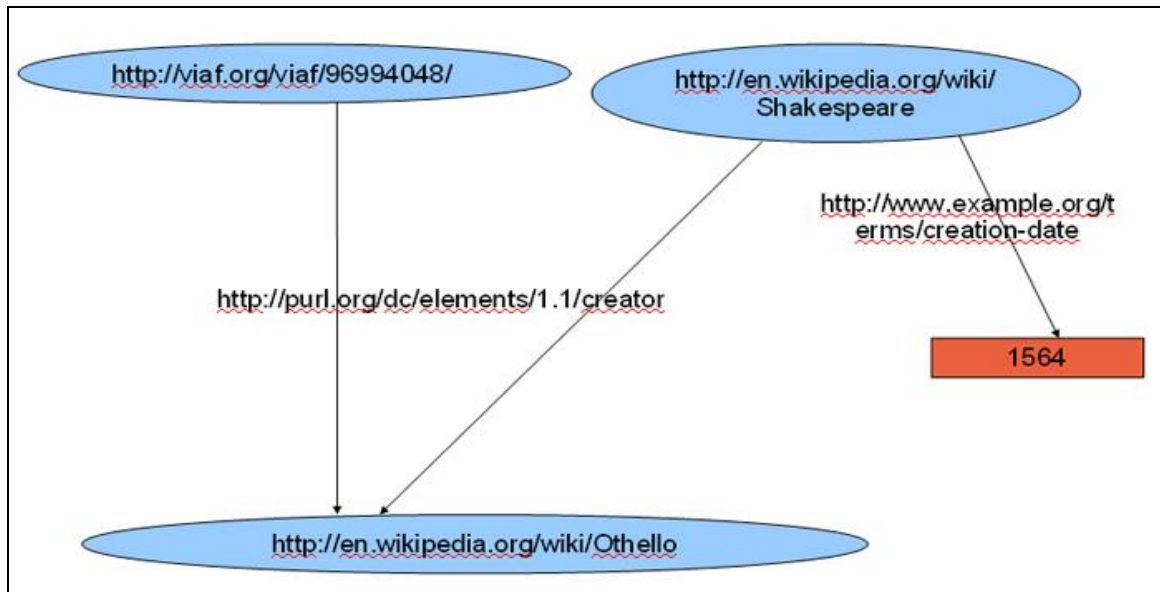 http://viaf.org/viaf/96994048/
http://en.wikipedia.org/wiki/
Shakespeare
http://www.example.org/t
erms/creation-date
http://purl.org/dc/elements/1.1/creator
1564
http://en.wikipedia.org/wiki/Othello